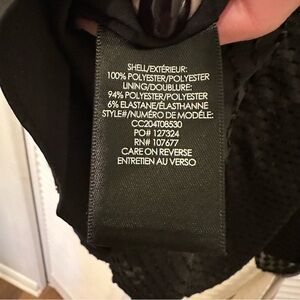 SHELL/EXTÉRIEUR:
100% POLYESTER/POLYESTER
LINING/DOUBLURE:
94% POLYESTER/POLYESTER
6% ELASTANE/ÉLASTHANNE
STYLE#/NUMÉRO DE MODÈLE:
CC204T08530
PO# 127324
RN# 107677
CARE ON REVERSE
ENTRETIEN AU VERSO